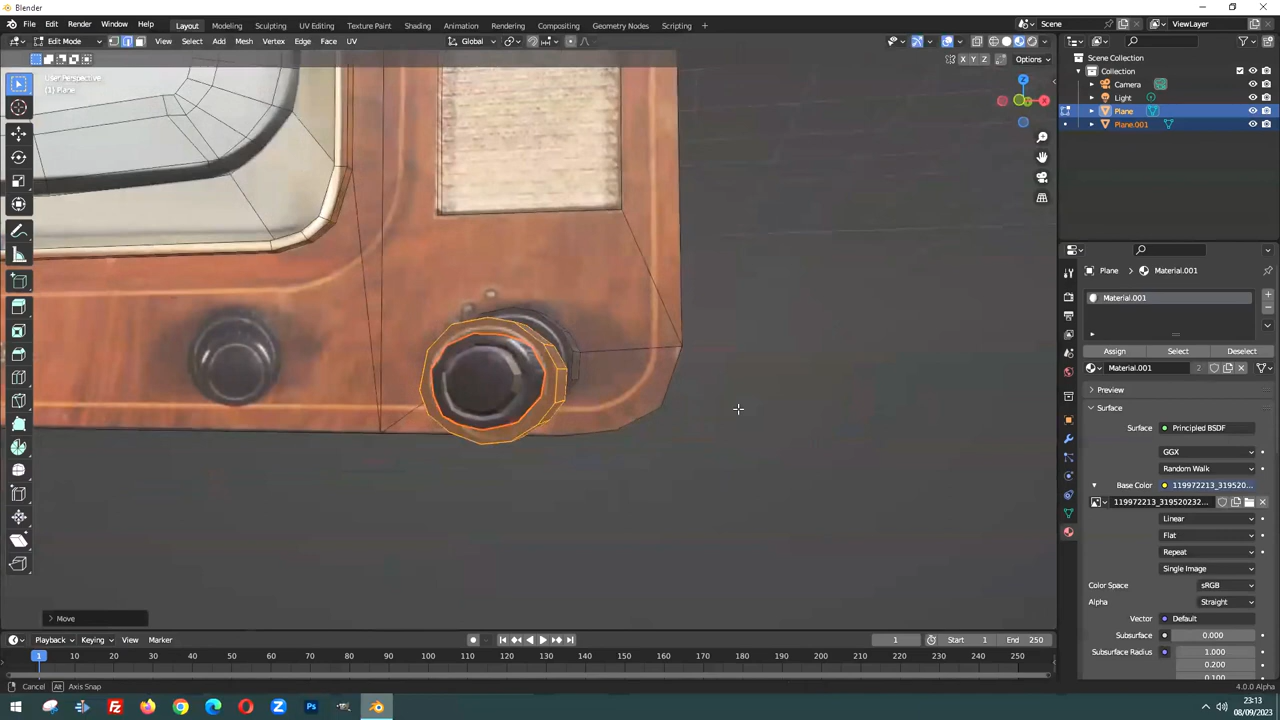 Blender
File Edit Render Window Help Layout Modeling Sculpting UV Editing Texture Paint Shading Animation Rendering Compositing Geometry Nodes Scripting + Scene ViewLayer
Edit Mode View Select Add Mesh Vertex Edge Face UV Global
X Y Z Options
User Perspective
(1) Plane
Scene Collection
Collection
Camera
Light
Plane
Plane.001
Z
Plane > Material.001
Material.001
Assign Select Deselect
Material.001 2
Preview
Surface
Surface Principled BSDF
GGX
Random Walk
Base Color 119972213_319520...
119972213_319520232...
Linear
Flat
Repeat
Single Image
Color Space sRGB
Alpha Straight
Vector Default
Subsurface 0.000
Subsurface Radius 1.000
0.200
0.100
> Move
Playback Keying View Marker 1 Start 1 End 250
1 10 20 30 40 50 60 70 80 90 100 110 120 130 140 150 160 170 180 190 200 210 220 230 240 250
Cancel Alt Axis Snap 4.0.0 Alpha
23:13
08/09/2023